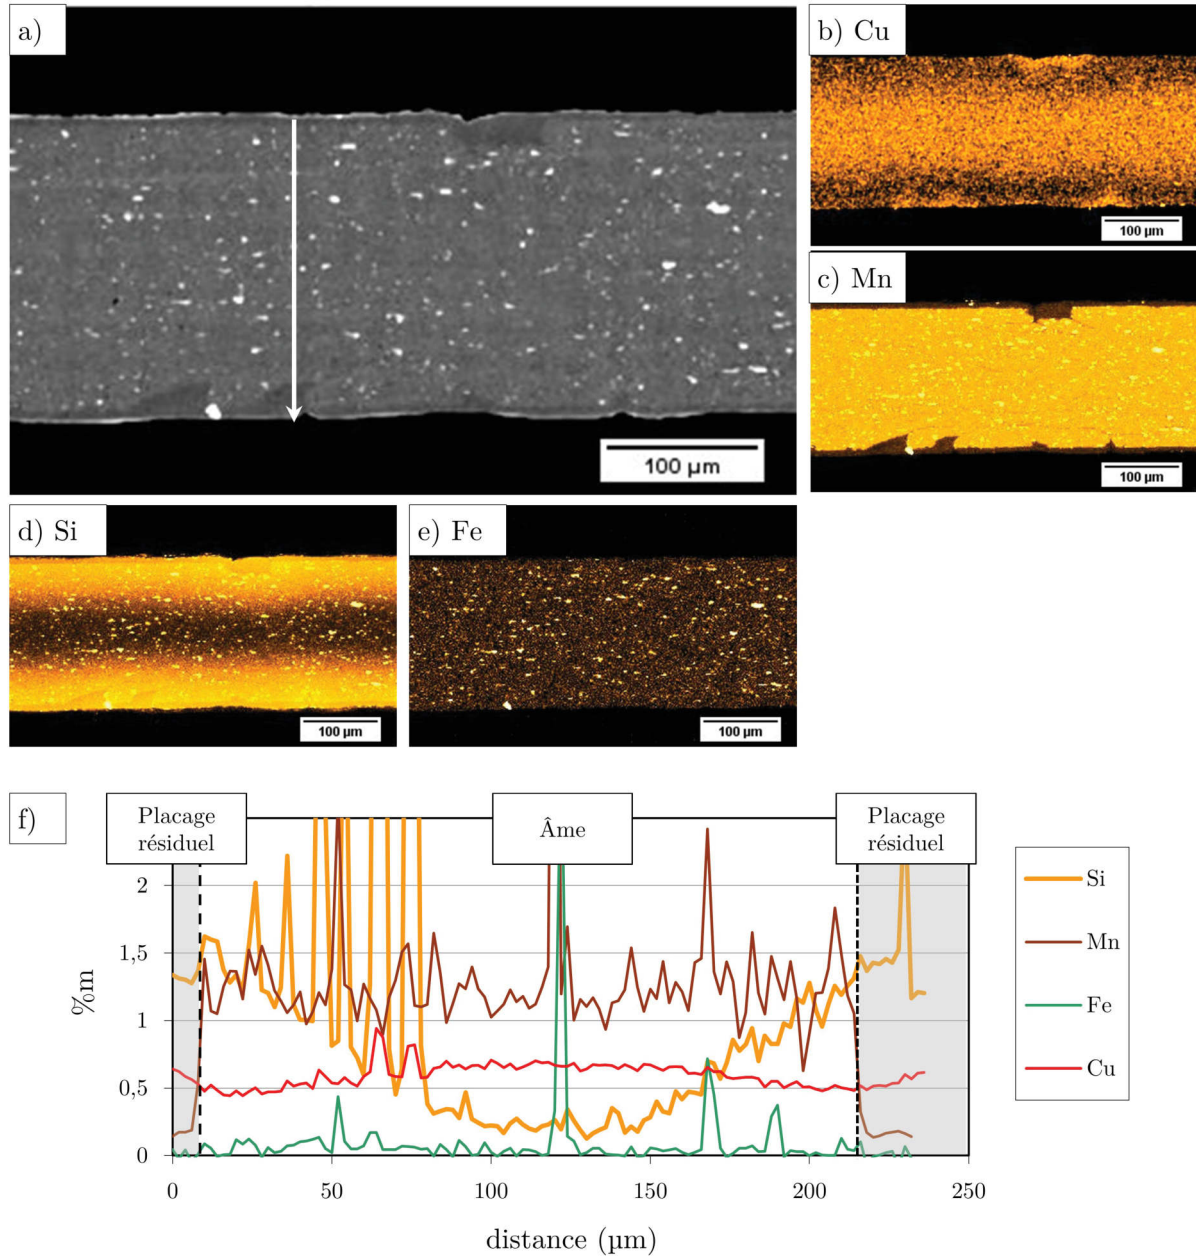 a)
100 µm
b) Cu
100 µm
c) Mn
100 µm
d) Si
100 µm
e) Fe
100 µm
f)
Placage
résiduel
Âme
Placage
résiduel
%m
2
1,5
1
0,5
0
0
50
100
150
200
250
distance (µm)
Si
Mn
Fe
Cu